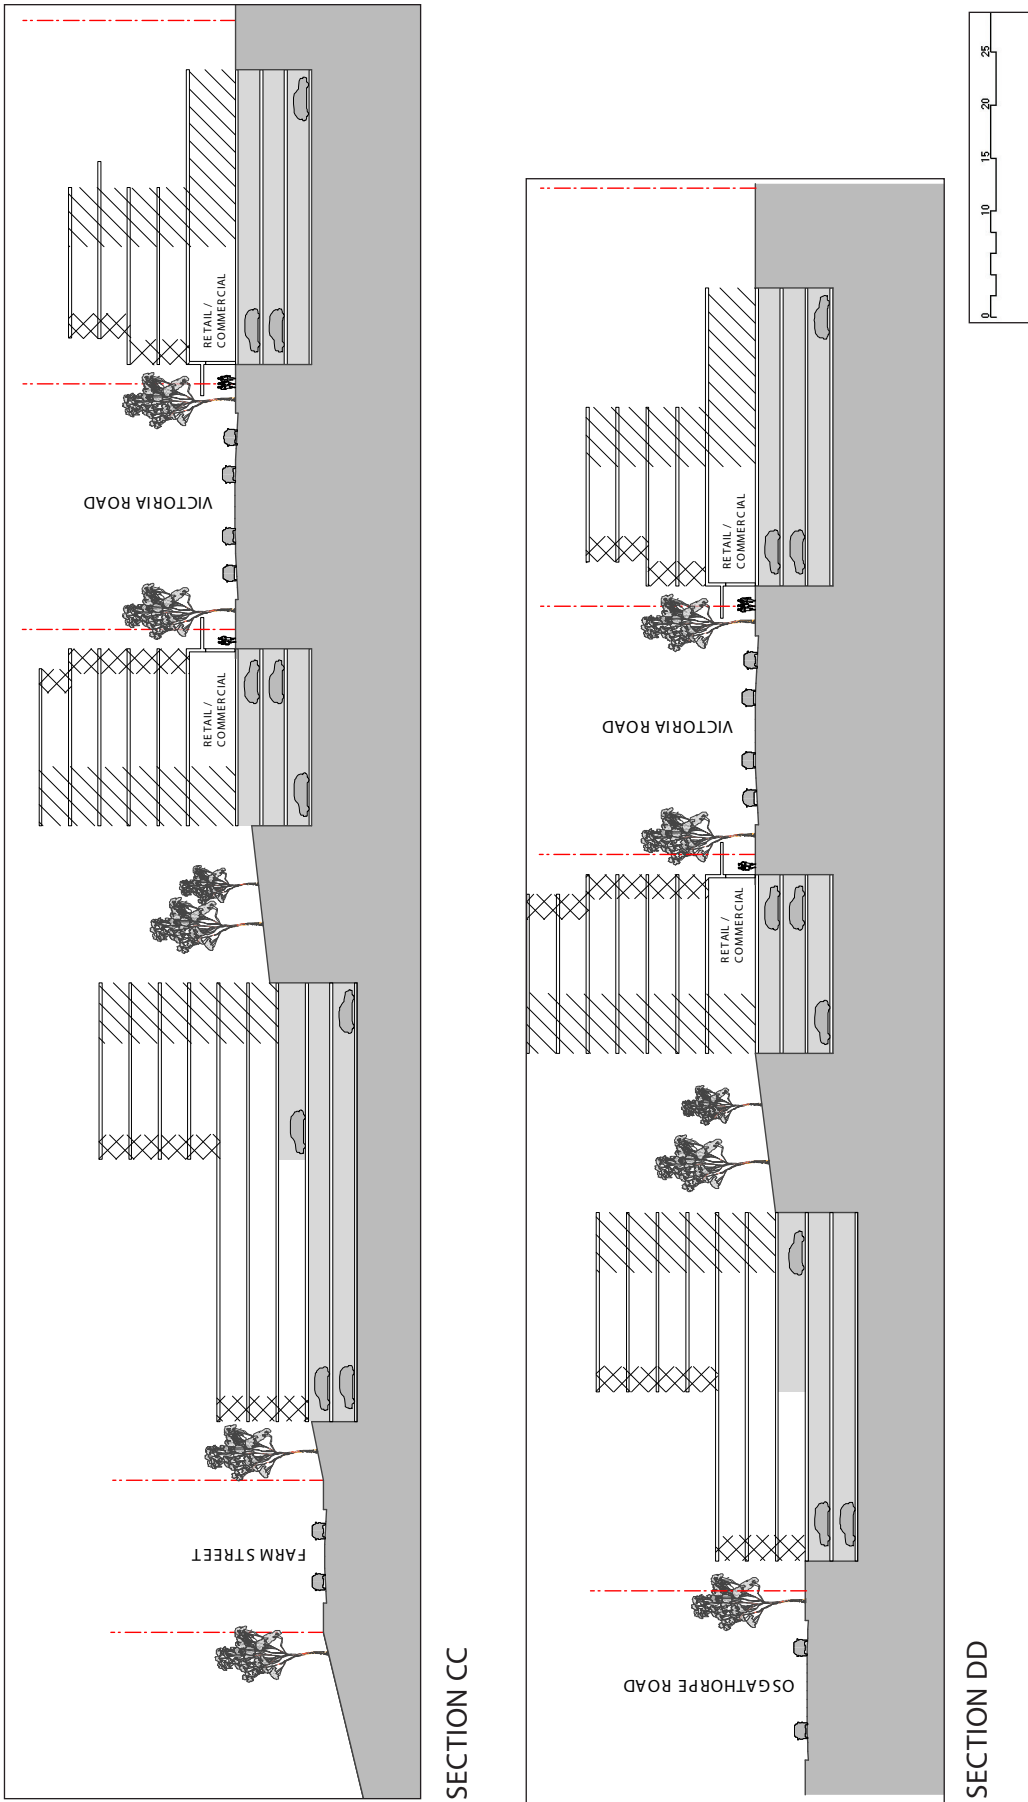 SECTION CC
FARM STREET
RETAIL /
COMMERCIAL
VICTORIA ROAD
RETAIL /
COMMERCIAL
SECTION DD
OSGATHORPE ROAD
RETAIL /
COMMERCIAL
VICTORIA ROAD
RETAIL /
COMMERCIAL
0 10 15 20 25